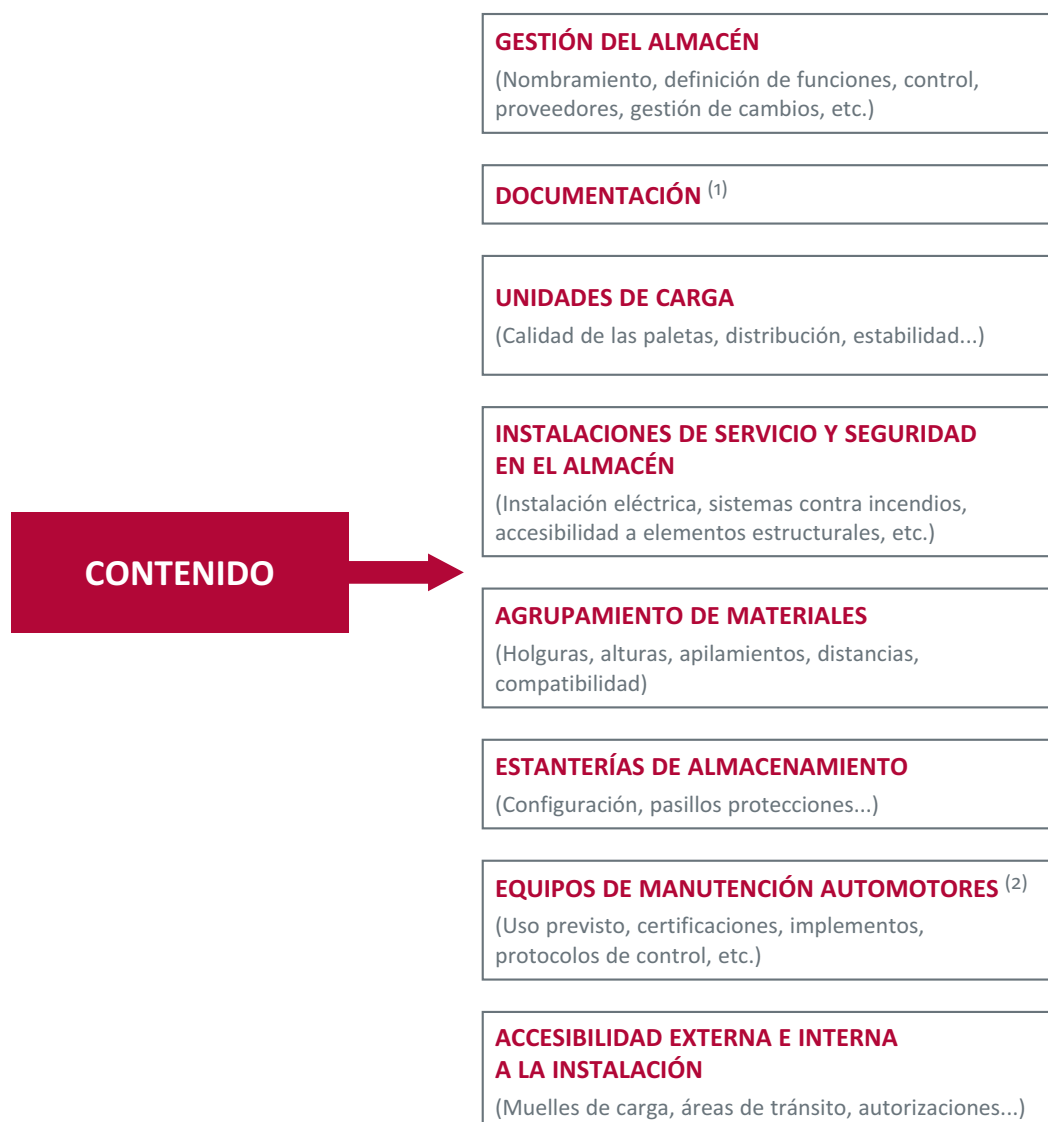 GESTIÓN DEL ALMACÉN
(Nombramiento, definición de funciones, control,
proveedores, gestión de cambios, etc.)
DOCUMENTACIÓN (1)
UNIDADES DE CARGA
(Calidad de las paletas, distribución, estabilidad...)
INSTALACIONES DE SERVICIO Y SEGURIDAD
EN EL ALMACÉN
(Instalación eléctrica, sistemas contra incendios,
accesibilidad a elementos estructurales, etc.)
CONTENIDO
AGRUPAMIENTO DE MATERIALES
(Holguras, alturas, apilamientos, distancias,
compatibilidad)
ESTANTERÍAS DE ALMACENAMIENTO
(Configuración, pasillos protecciones...)
EQUIPOS DE MANUTENCIÓN AUTOMOTORES (2)
(Uso previsto, certificaciones, implementos,
protocolos de control, etc.)
ACCESIBILIDAD EXTERNA E INTERNA
A LA INSTALACIÓN
(Muelles de carga, áreas de tránsito, autorizaciones...)